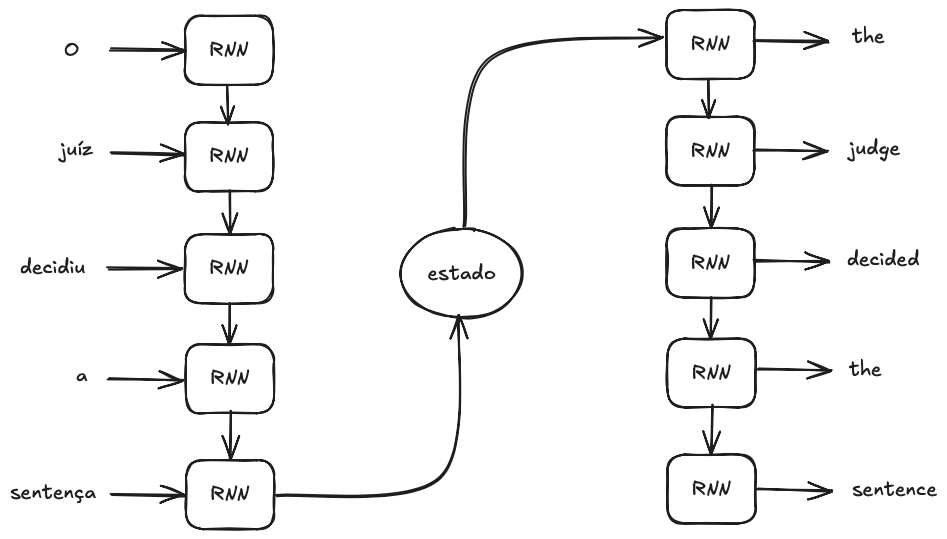 O
RNN
juíz
RNN
decidiu
RNN
a
RNN
sentença
RNN
estado
RNN
the
RNN
judge
RNN
decided
RNN
the
RNN
sentence